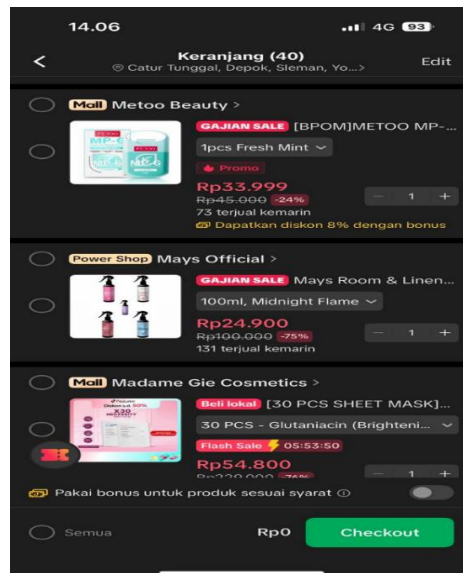 14.06
4G 93
Keranjang (40)
Catur Tunggal, Depok, Sleman, Yo...>
Edit
Mall Metoo Beauty >
GAJIAN SALE [BPOM]METOO MP-...
1pcs Fresh Mint
Promo
Rp33.999
Rp45.000 -24%
- 1 +
73 terjual kemarin
Dapatkan diskon 8% dengan bonus
Power Shop Mays Official >
GAJIAN SALE Mays Room & Linen...
100ml, Midnight Flame
Rp24.900
Rp100.000 -75%
- 1 +
131 terjual kemarin
Mall Madame Gie Cosmetics >
Beli lokal [30 PCS SHEET MASK]...
30 PCS - Glutaniacin (Brighteni...
Flash Sale 05:53:50
Rp54.800
Rp229.000 -76%
- 1 +
Pakai bonus untuk produk sesuai syarat
Semua
Rp0
Checkout